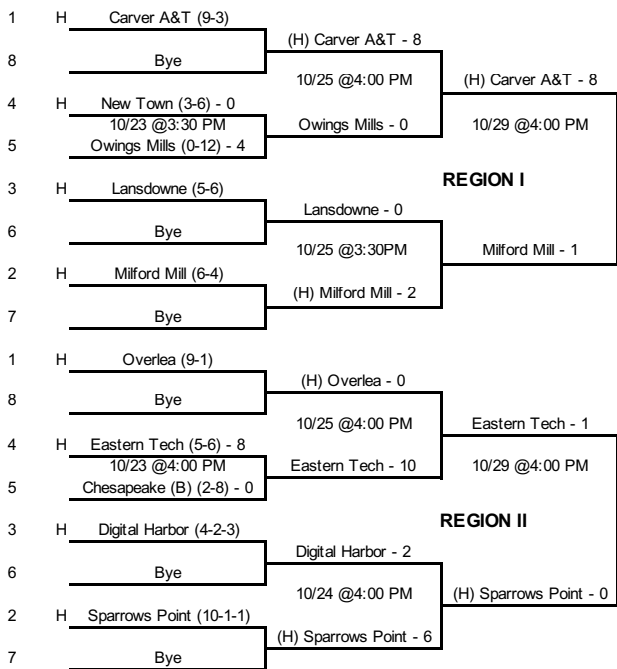 1 H Carver A&T (9-3)
(H) Carver A&T - 8
8 Bye
10/25 @4:00 PM
(H) Carver A&T - 8
4 H New Town (3-6) - 0
10/23 @3:30 PM
Owings Mills - 0
10/29 @4:00 PM
5 Owings Mills (0-12) - 4
REGION I
3 H Lansdowne (5-6)
Lansdowne - 0
6 Bye
10/25 @3:30PM
Milford Mill - 1
2 H Milford Mill (6-4)
(H) Milford Mill - 2
7 Bye
1 H Overlea (9-1)
(H) Overlea - 0
8 Bye
10/25 @4:00 PM
Eastern Tech - 1
4 H Eastern Tech (5-6) - 8
10/23 @4:00 PM
Eastern Tech - 10
10/29 @4:00 PM
5 Chesapeake (B) (2-8) - 0
REGION II
3 H Digital Harbor (4-2-3)
Digital Harbor - 2
6 Bye
10/24 @4:00 PM
(H) Sparrows Point - 0
2 H Sparrows Point (10-1-1)
(H) Sparrows Point - 6
7 Bye